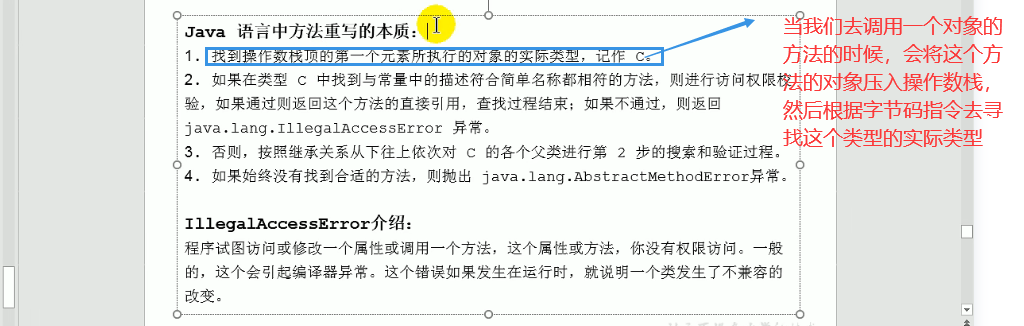 Java 语言中方法重写的本质：
1. 找到操作数栈顶的第一个元素所执行的对象的实际类型，记作 C。
2. 如果在类型 C 中找到与常量中的描述符合简单名称都相符的方法，则进行访问权限校
验，如果通过则返回这个方法的直接引用，查找过程结束；如果不通过，则返回
java.lang.IllegalAccessError 异常。
3. 否则，按照继承关系从下往上依次对 C 的各个父类进行第 2 步的搜索和验证过程。
4. 如果始终没有找到合适的方法，则抛出 java.lang.AbstractMethodError异常。
IllegalAccessError介绍：
程序试图访问或修改一个属性或调用一个方法，这个属性或方法，你没有权限访问。一般
的，这个会引起编译器异常。这个错误如果发生在运行时，就说明一个类发生了不兼容的
改变。
当我们去调用一个对象的
方法的时候，会将这个方
法的对象压入操作数栈，
然后根据字节码指令去寻
找这个类型的实际类型